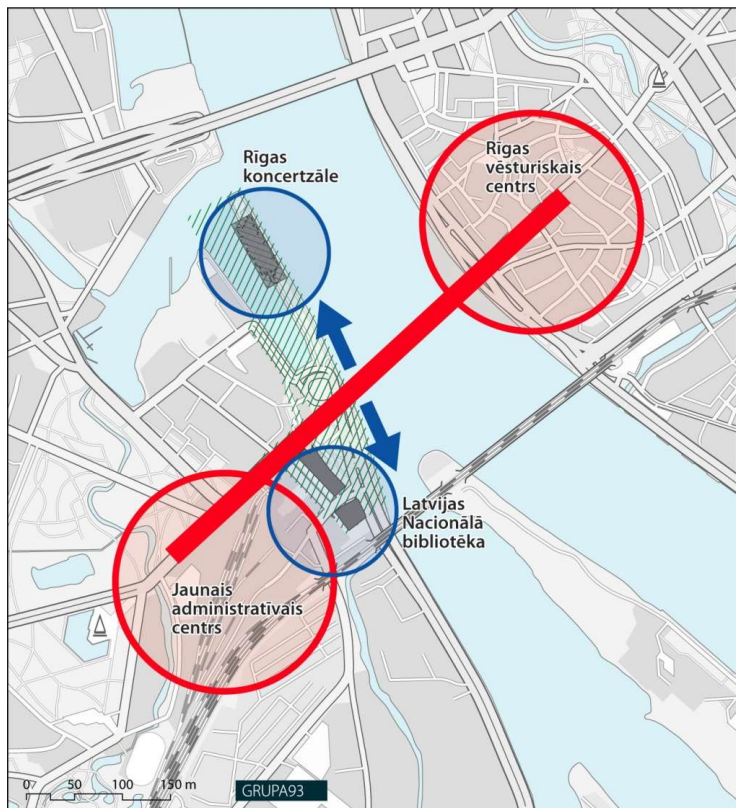 Rīgas
koncertzāle
Rīgas
vēsturiskais
centrs
Latvijas
Nacionālā
bibliotēka
Jaunais
administratīvais
centrs
0 50 100 150 m
GRUPA93